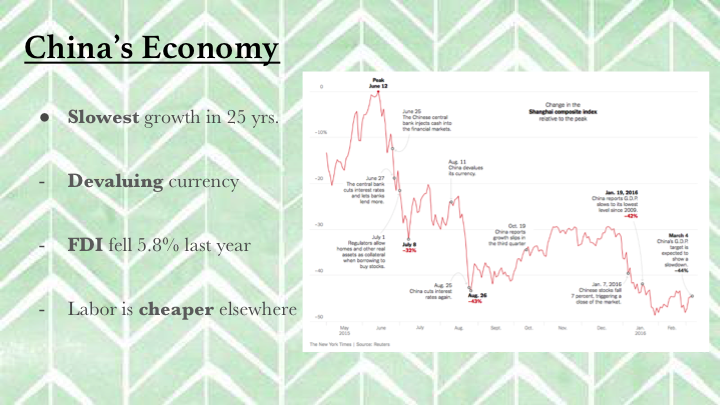 China's Economy
● Slowest growth in 25 yrs.
- Devaluing currency
- FDI fell 5.8% last year
- Labor is cheaper elsewhere
Peak
June 12
Change in the
Shanghai composite index
relative to the peak
0
-10%
-20
-30
-40
-50
June 25
The Chinese central
bank injects cash into
the financial markets.
June 27
The central bank
cuts interest rates
and lets banks
lend more.
July 1
Regulators allow
homes and other real
assets as collateral
when borrowing to
buy stocks.
July 8
-32%
Aug. 11
China devalues
its currency.
Aug. 25
China cuts interest
rates again.
Aug. 26
-43%
Oct. 19
China reports
growth slips in
the third quarter
Jan. 7, 2016
Chinese stocks fall
7 percent, triggering a
close of the market.
Jan. 19, 2016
China reports G.D.P.
slows to its lowest
level since 2009.
-42%
March 4
China's G.D.P.
target is
expected to
show a
slowdown.
-44%
May
2015
June
July
Aug.
Sept.
Oct.
Nov.
Dec.
Jan.
2016
Feb.
The New York Times | Source: Reuters